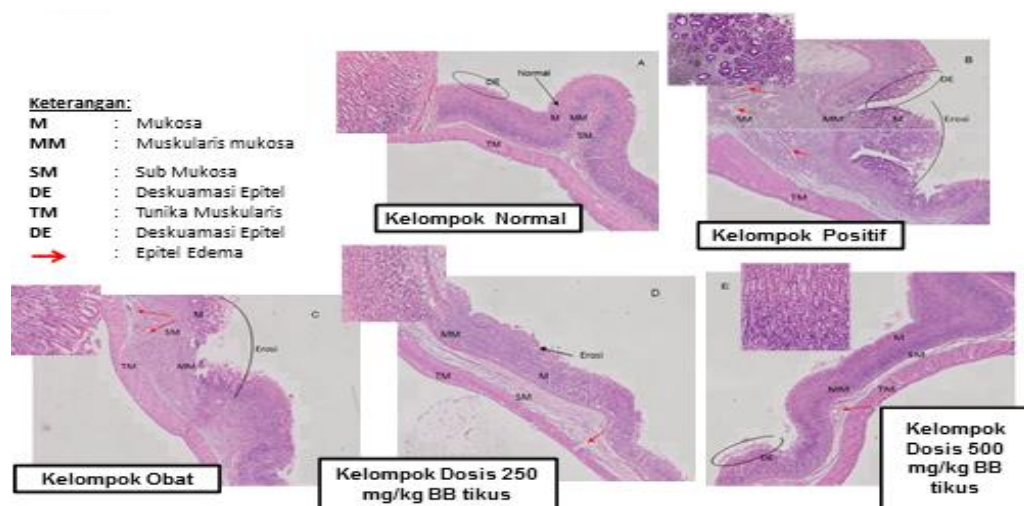 Keterangan:
M : Mukosa
MM : Muskularis mukosa
SM : Sub Mukosa
DE : Deskuamasi Epitel
TM : Tunika Muskularis
DE : Deskuamasi Epitel
: Epitel Edema
A
DE
Normal
M
MM
SM
TM
Kelompok Normal
B
DE
SM
MM
M
Erosi
TM
Kelompok Positif
C
M
SM
Erosi
TM
MM
Kelompok Obat
D
MM
Erosi
TM
M
SM
Kelompok Dosis 250
mg/kg BB tikus
E
M
SM
MM
TM
DE
Kelompok
Dosis 500
mg/kg BB
tikus